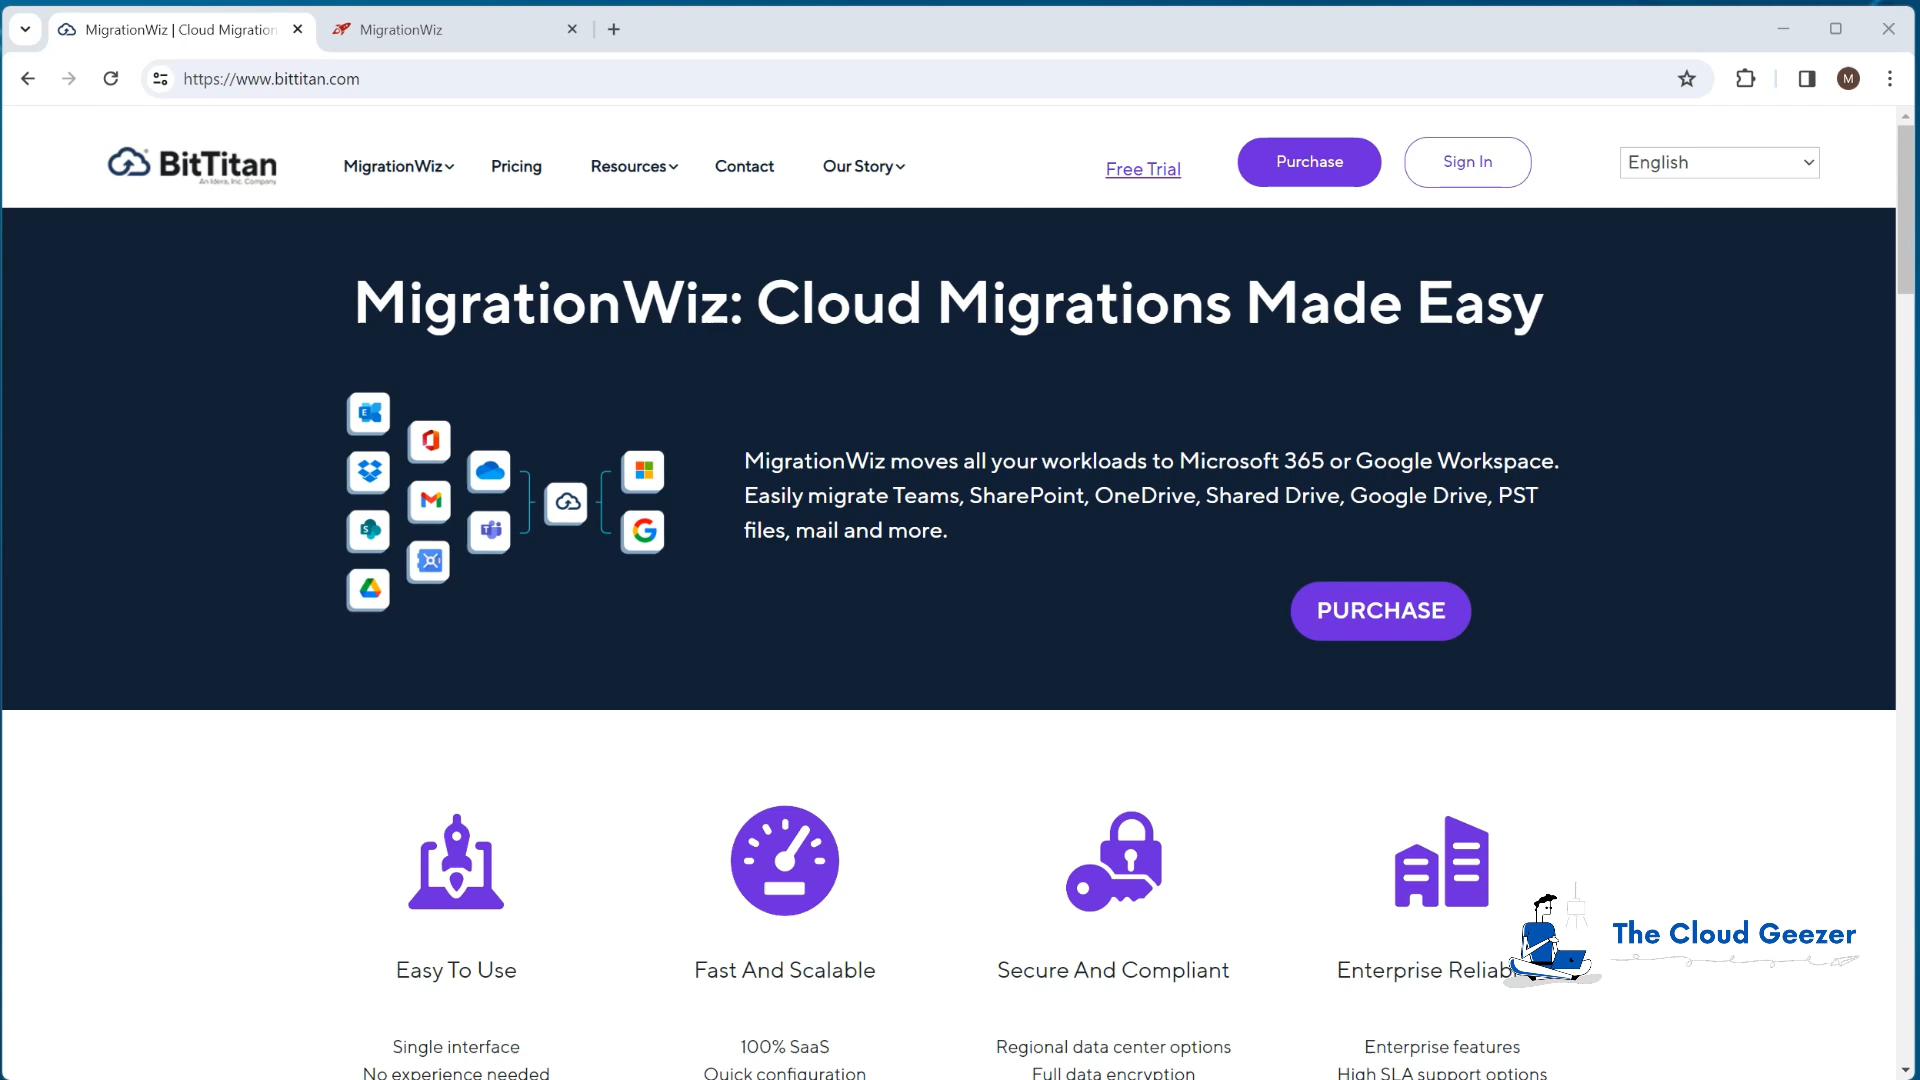 MigrationWiz | Cloud Migration
MigrationWiz
https://www.bittitan.com
M
BitTitan
An Idera, Inc. Company
MigrationWiz
Pricing
Resources
Contact
Our Story
Free Trial
Purchase
Sign In
English
MigrationWiz: Cloud Migrations Made Easy
MigrationWiz moves all your workloads to Microsoft 365 or Google Workspace.
Easily migrate Teams, SharePoint, OneDrive, Shared Drive, Google Drive, PST
files, mail and more.
PURCHASE
Easy To Use
Fast And Scalable
Secure And Compliant
Enterprise Reliab
The Cloud Geezer
Single interface
100% SaaS
Regional data center options
Enterprise features
No experience needed
Quick configuration
Full data encryption
High SLA support options